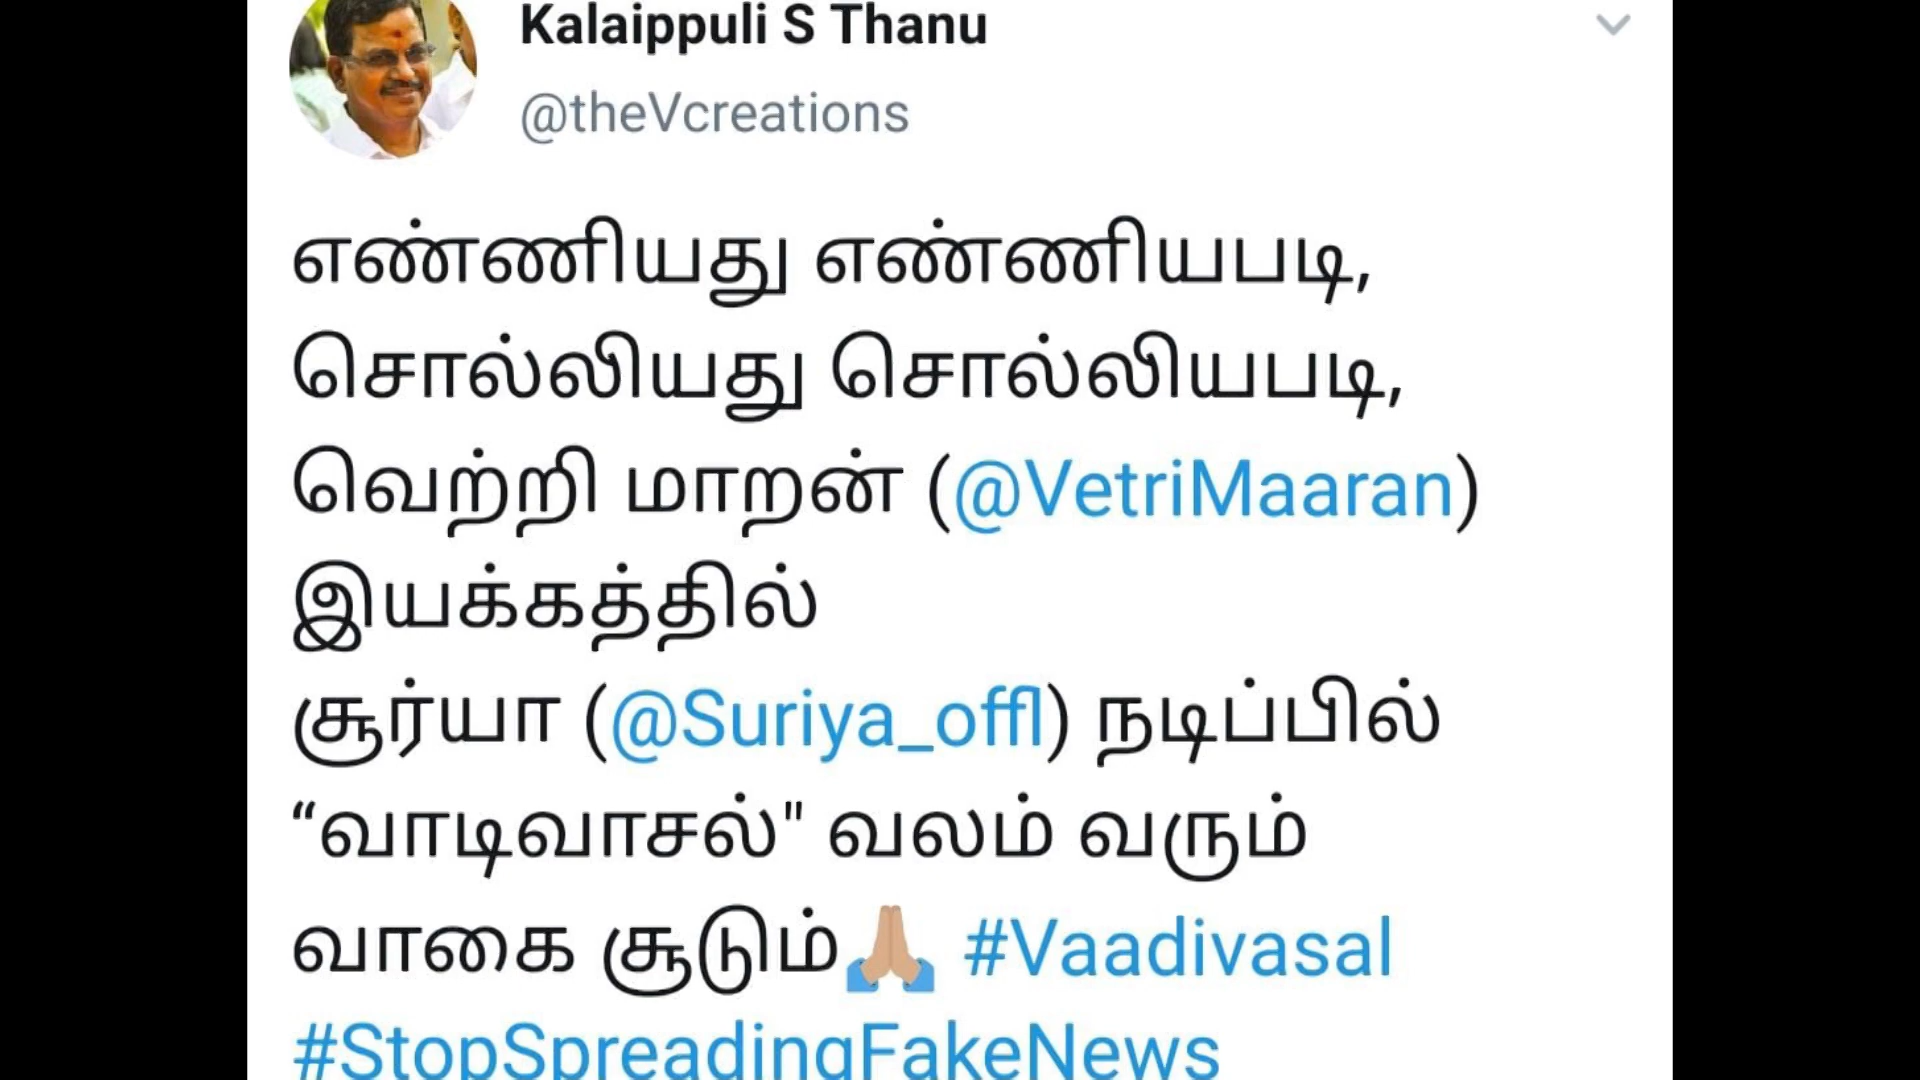 Kalaippuli S Thanu
@theVcreations
எண்ணியது எண்ணியபடி,
சொல்லியது சொல்லியபடி,
வெற்றி மாறன் (@VetriMaaran)
இயக்கத்தில்
சூர்யா (@Suriya_offl) நடிப்பில்
“வாடிவாசல்" வலம் வரும்
வாகை சூடும்🙏🏼 #Vaadivasal
#StopSpreadingFakeNews